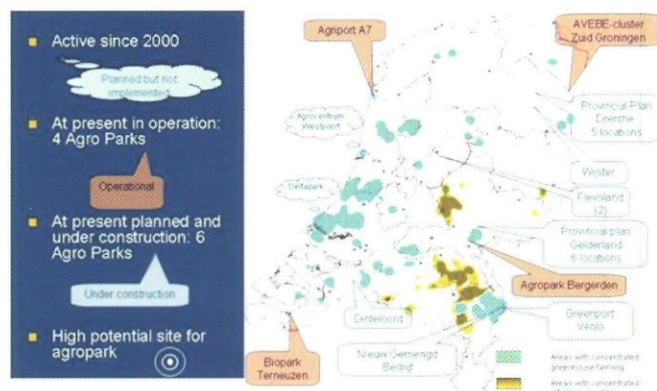 Active since 2000
Planned but not
implemented
At present in operation:
4 Agro Parks
Operational
At present planned and
under construction: 6
Agro Parks
Under construction
High potential site for
agropark
Agriport A7
AVEBE-cluster
Zuid Groningen
Agrocentrum
Westpoort
Deltapark
Provincial Plan
Drenthe
5 locations
Wijster
Flevoland
(2)
Provincial plan
Gelderland
6 locations
Agropark Bergerden
Greenport
Venlo
Dinteloord
Nieuw Gemengd
Bedrijf
Biopark
Terneuzen
Areas with concentrated
greenhouse farming
Areas with concentrated